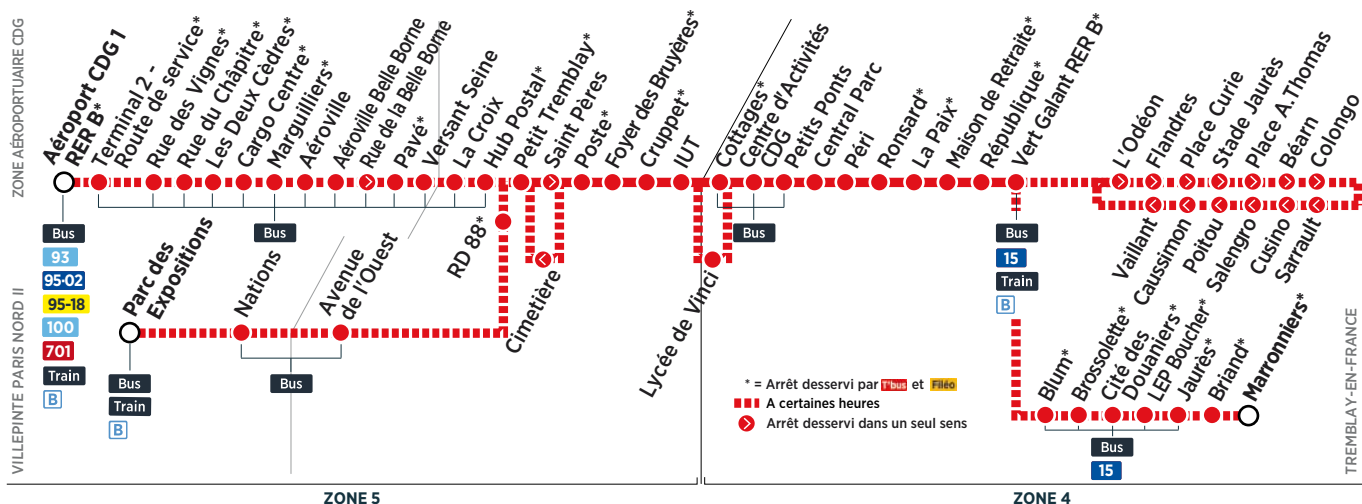 ZONE AÉROPORTUAIRE CDG
VILLEPINTE PARIS NORD II
Aéroport CDG 1
RER B*
Terminal 2 -
Route de service*
Rue des Vignes*
Rue du Châpitre*
Les Deux Cèdres*
Cargo Centre*
Marguilliers*
Aéroville
Aéroville Belle Borne
Rue de la Belle Borne
Pavé*
Versant Seine
La Croix
Hub Postal*
Petit Tremblay*
Saint Pères
Poste*
Foyer des Bruyères*
Cruppet*
IUT
Cottages*
Centre d'Activités
CDG
Petits Ponts
Central Parc
Péri
Ronsard*
La Paix*
Maison de Retraite*
République*
Vert Galant RER B*
L'Odéon
Flandres
Place Curie
Stade Jaurès
Place A.Thomas
Béarn
Colongo
Vaillant
Caussimon
Poitou
Salengro
Cusino
Sarrault
Bus
93
95-02
95-18
100
701
Train
B
Bus
Parc des
Expositions
Bus
Train
B
Nations
Avenue
de l'Ouest
Bus
RD 88*
Cimetière
Lycée de Vinci
Bus
Bus
15
Train
B
Blum*
Brossolette*
Cité des
Douaniers*
LEP Boucher*
Jaurès*
Briand*
Marronniers*
Bus
15
* = Arrêt desservi par T'bus et Filéo
A certaines heures
Arrêt desservi dans un seul sens
TREMBLAY-EN-FRANCE
ZONE 5
ZONE 4